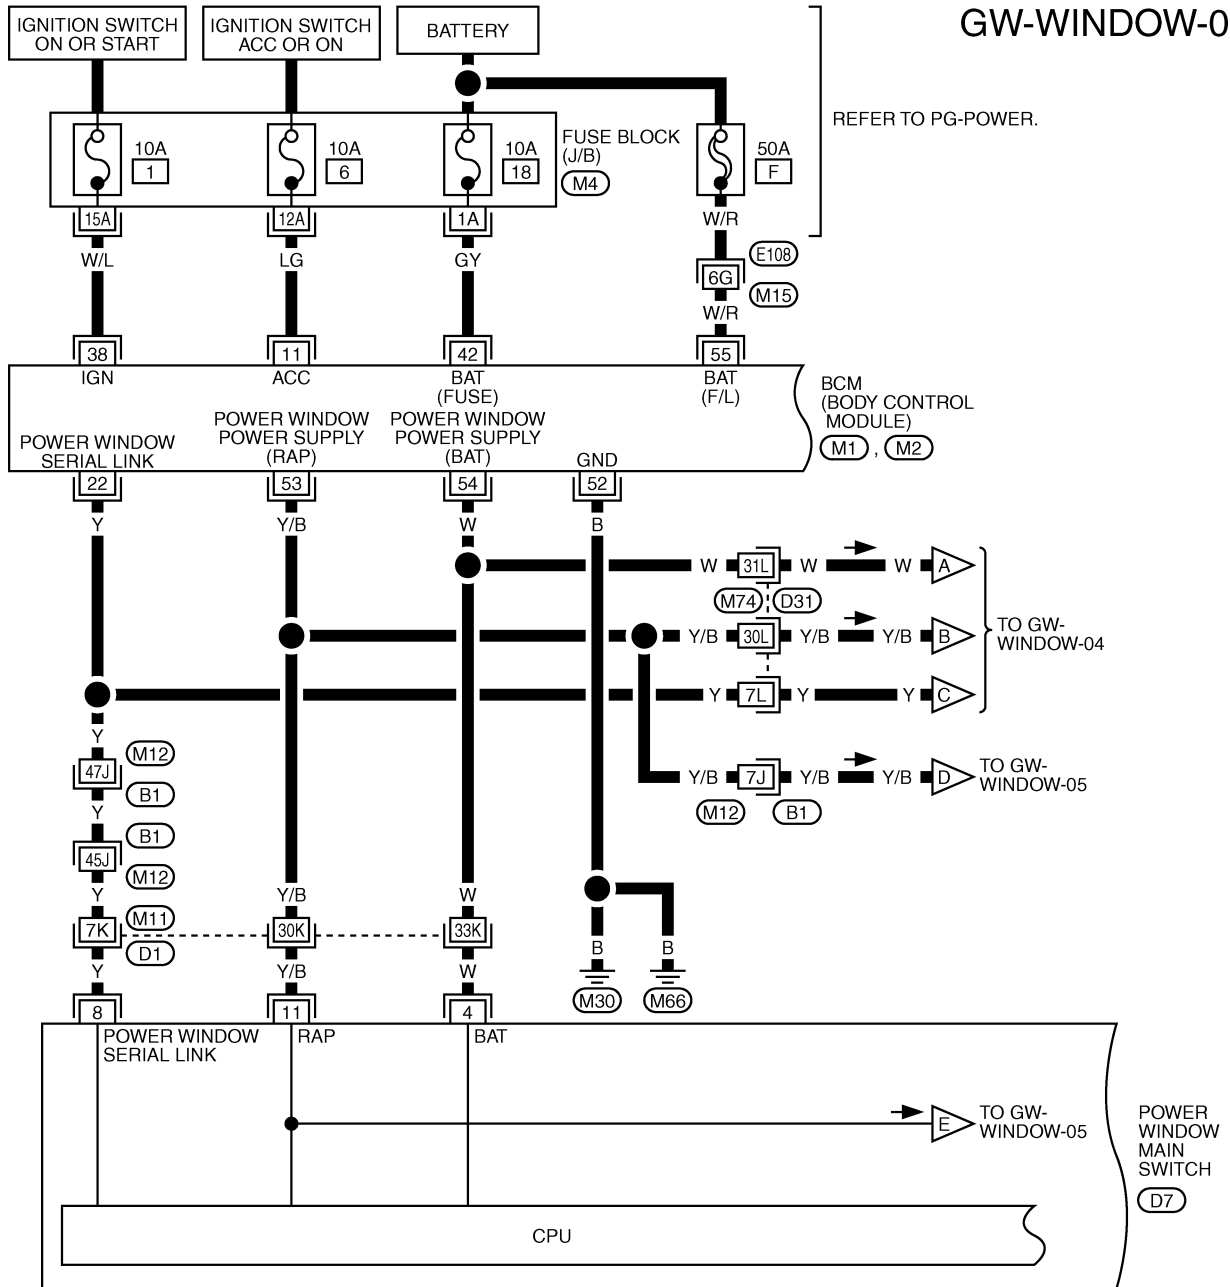 GW-WINDOW-0
IGNITION SWITCH
ON OR START
IGNITION SWITCH
ACC OR ON
BATTERY
REFER TO PG-POWER.
10A
1
10A
6
10A
18
FUSE BLOCK
(J/B)
M4
50A
F
15A
12A
1A
W/R
W/L
LG
GY
E108
6G
M15
W/R
38
11
42
55
IGN
ACC
BAT
(FUSE)
BAT
(F/L)
BCM
(BODY CONTROL
MODULE)
M1 , M2
POWER WINDOW
SERIAL LINK
POWER WINDOW
POWER SUPPLY
(RAP)
POWER WINDOW
POWER SUPPLY
(BAT)
GND
22
53
54
52
Y
Y/B
W
B
W
31L
W
W
A
M74
D31
Y/B
30L
Y/B
Y/B
B
TO GW-
WINDOW-04
Y
7L
Y
Y
C
Y
M12
47J
B1
Y
B1
45J
M12
Y
Y/B
7J
Y/B
Y/B
D
TO GW-
WINDOW-05
M12
B1
Y/B
W
M11
7K
30K
33K
D1
Y
Y/B
W
B
B
M30
M66
8
11
4
POWER WINDOW
SERIAL LINK
RAP
BAT
E
TO GW-
WINDOW-05
POWER
WINDOW
MAIN
SWITCH
D7
CPU